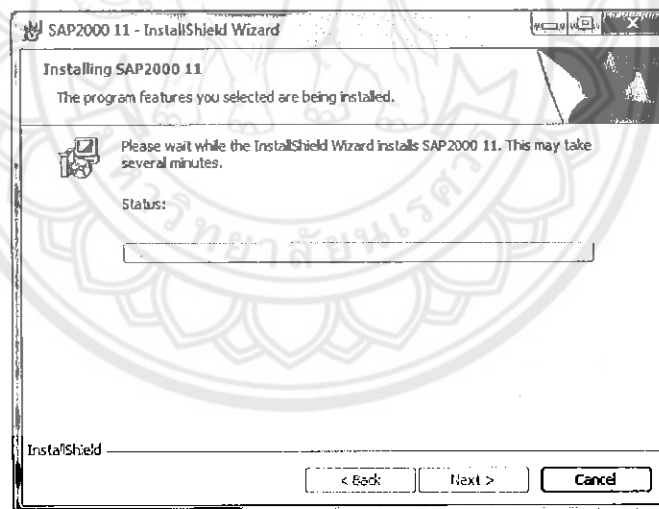 SAP2000 11 - InstallShield Wizard
Installing SAP2000 11
The program features you selected are being installed.
Please wait while the InstallShield Wizard installs SAP2000 11. This may take
several minutes.
Status:
InstallShield
< Back
Next >
Cancel